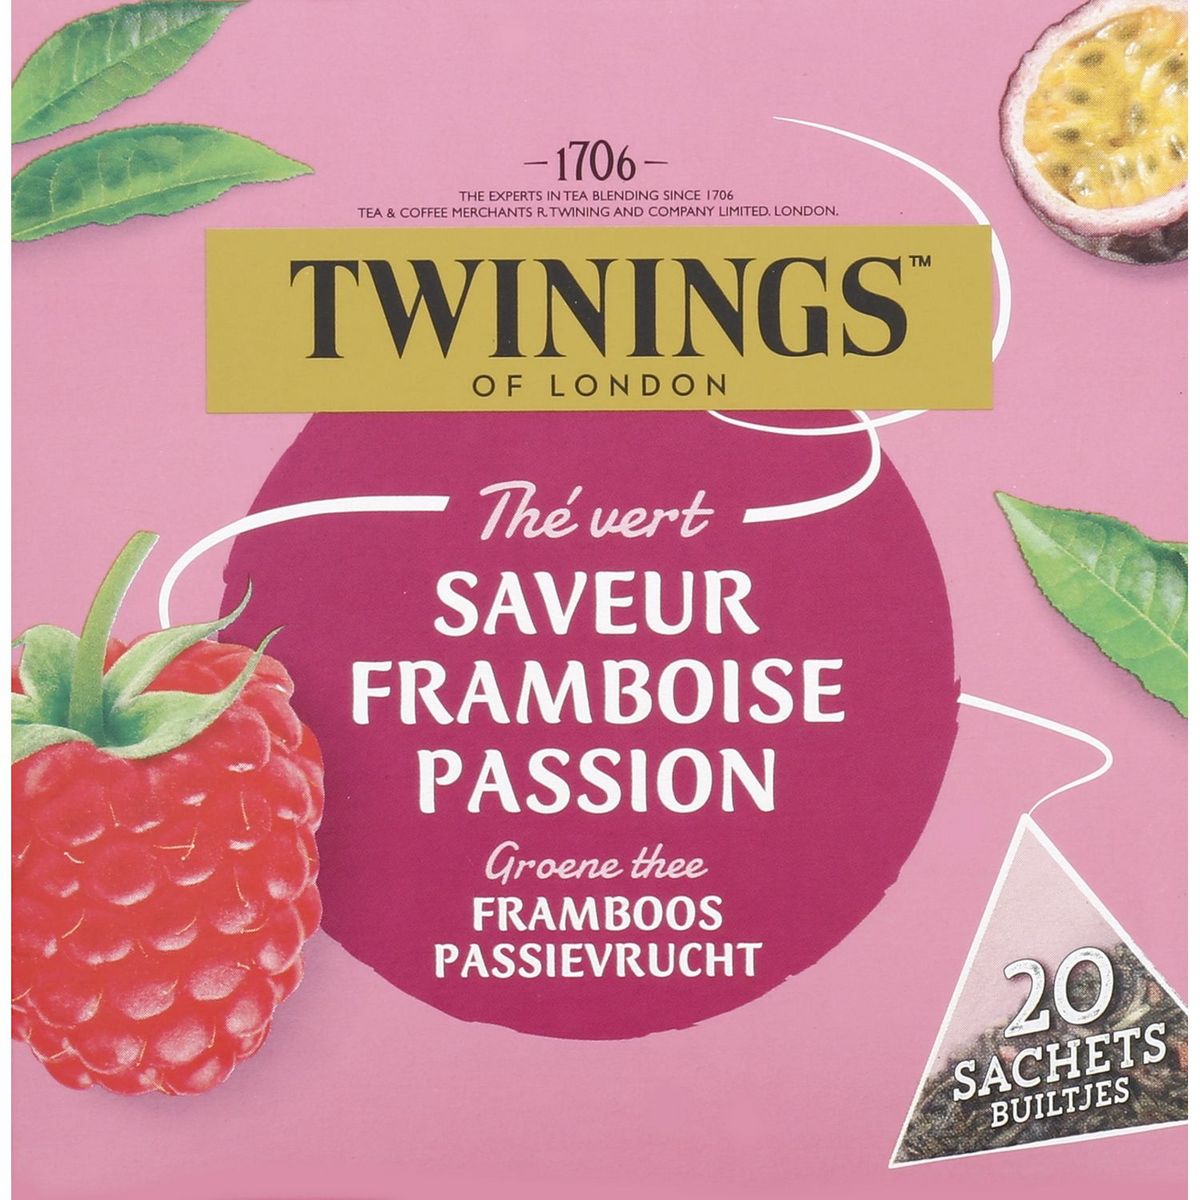 1706
THE EXPERTS IN TEA BLENDING SINCE 1706
TEA & COFFEE MERCHANTS R. TWINING AND COMPANY LIMITED. LONDON.
TWININGS™
OF LONDON
Thé vert
SAVEUR
FRAMBOISE
PASSION
Groene thee
FRAMBOOS
PASSIEVRUCHT
20
SACHETS
BUILTJES